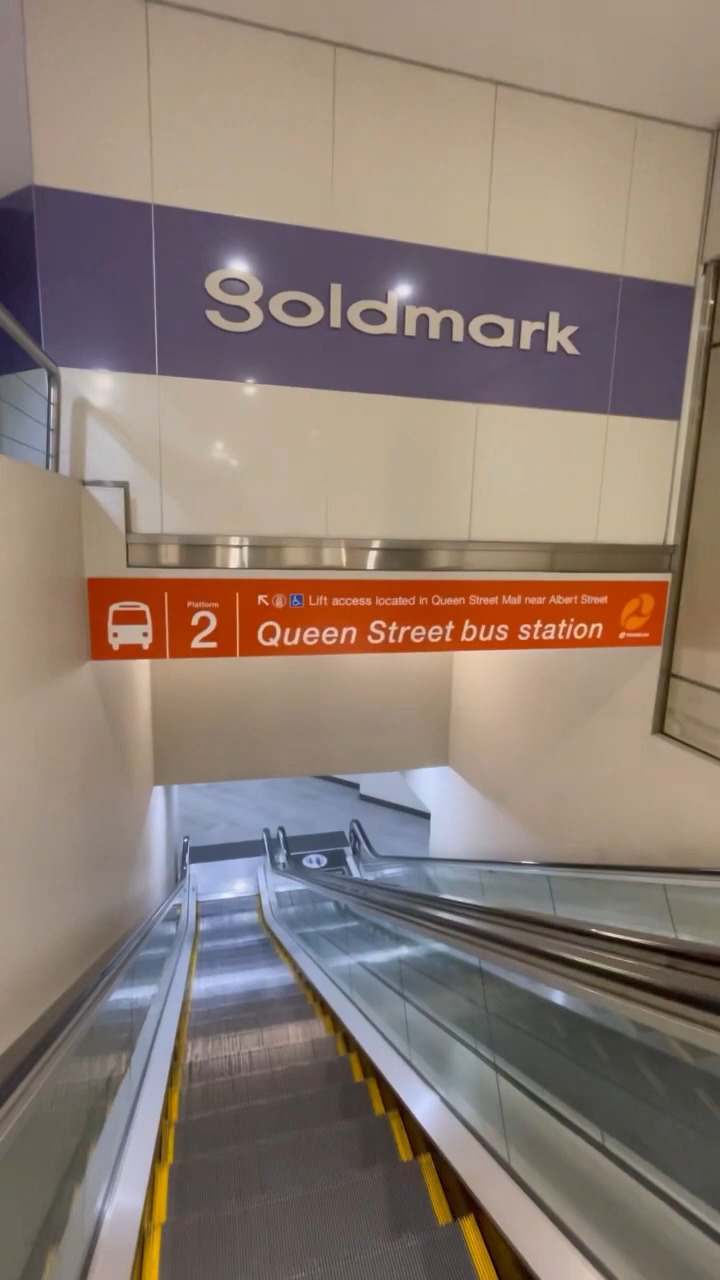 goldmark
Platform
2
Lift access located in Queen Street Mall near Albert Street
Queen Street bus station